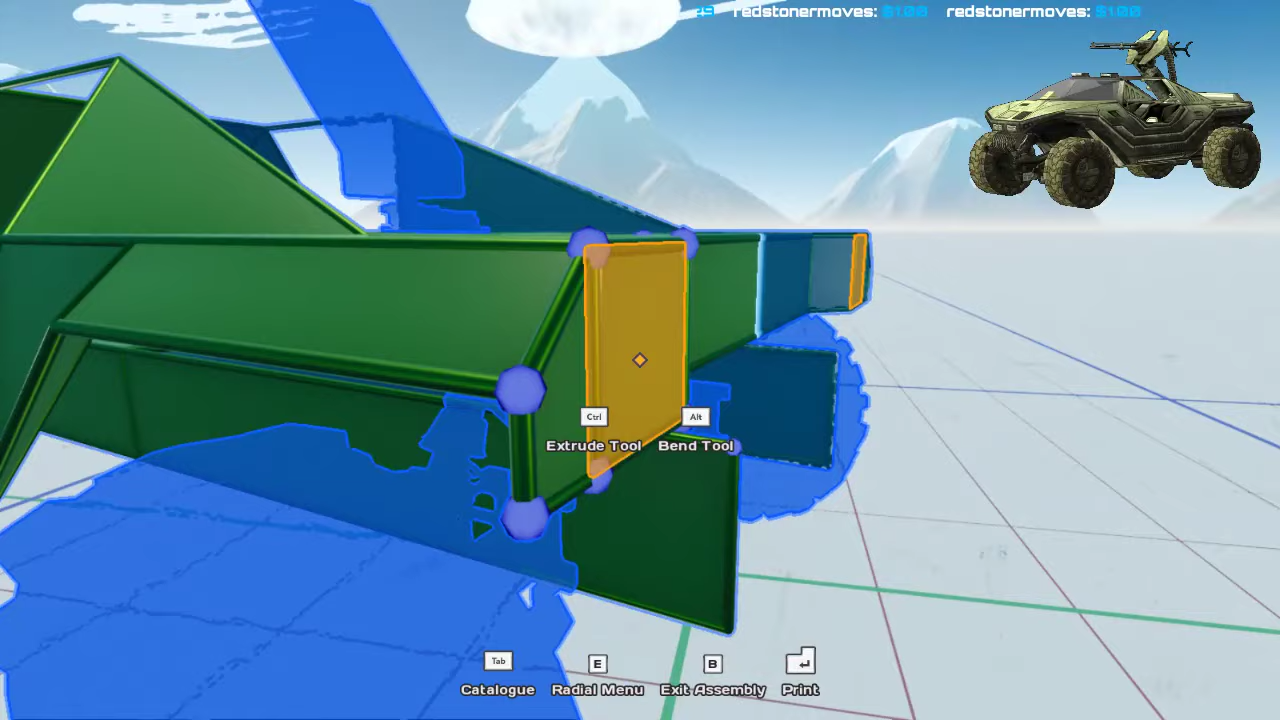 redstonermoves: $1.00 redstonermoves: $1.00
Ctrl Alt
Extrude Tool Bend Tool
Tab E B
Catalogue Radial Menu Exit Assembly Print